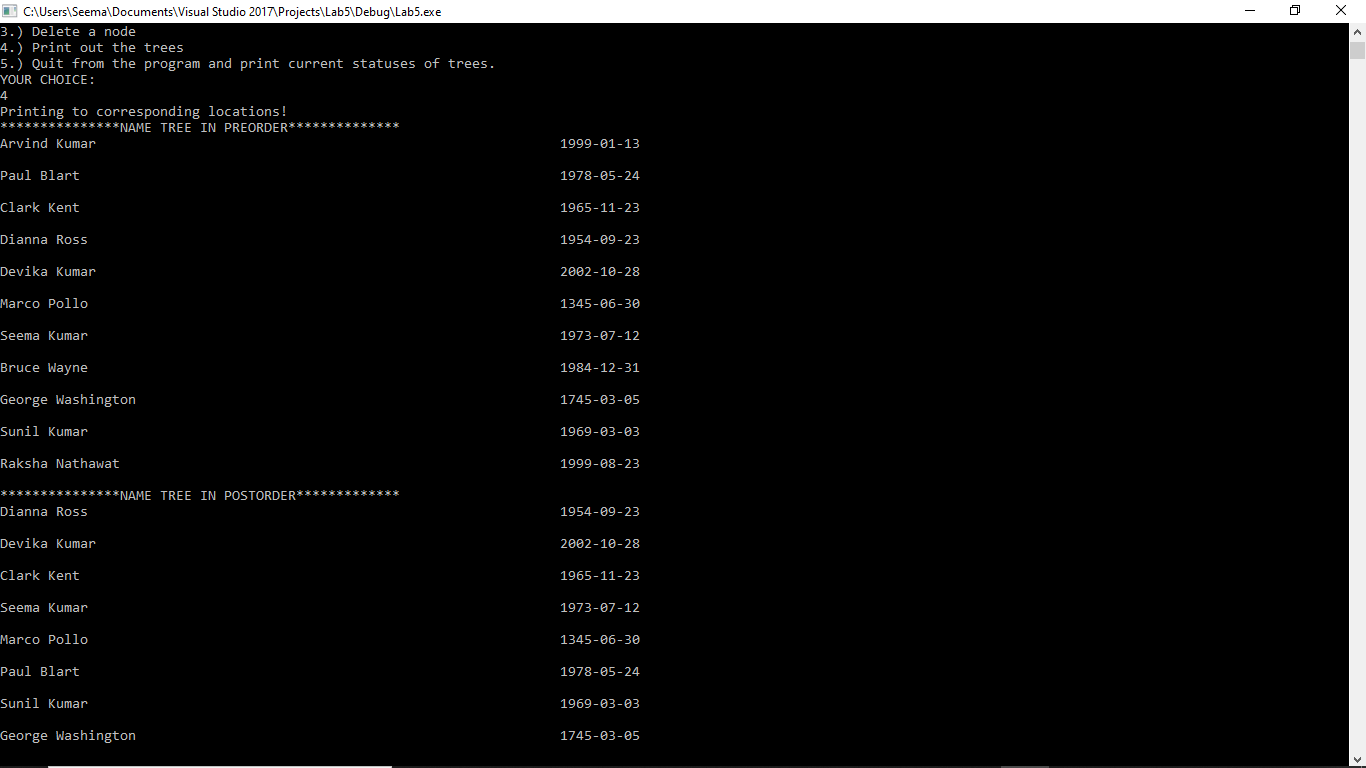 C:\Users\Seema\Documents\Visual Studio 2017\Projects\Lab5\Debug\Lab5.exe
3.) Delete a node
4.) Print out the trees
5.) Quit from the program and print current statuses of trees.
YOUR CHOICE:
4
Printing to corresponding locations!
***************NAME TREE IN PREORDER**************
Arvind Kumar 1999-01-13
Paul Blart 1978-05-24
Clark Kent 1965-11-23
Dianna Ross 1954-09-23
Devika Kumar 2002-10-28
Marco Pollo 1345-06-30
Seema Kumar 1973-07-12
Bruce Wayne 1984-12-31
George Washington 1745-03-05
Sunil Kumar 1969-03-03
Raksha Nathawat 1999-08-23
***************NAME TREE IN POSTORDER*************
Dianna Ross 1954-09-23
Devika Kumar 2002-10-28
Clark Kent 1965-11-23
Seema Kumar 1973-07-12
Marco Pollo 1345-06-30
Paul Blart 1978-05-24
Sunil Kumar 1969-03-03
George Washington 1745-03-05